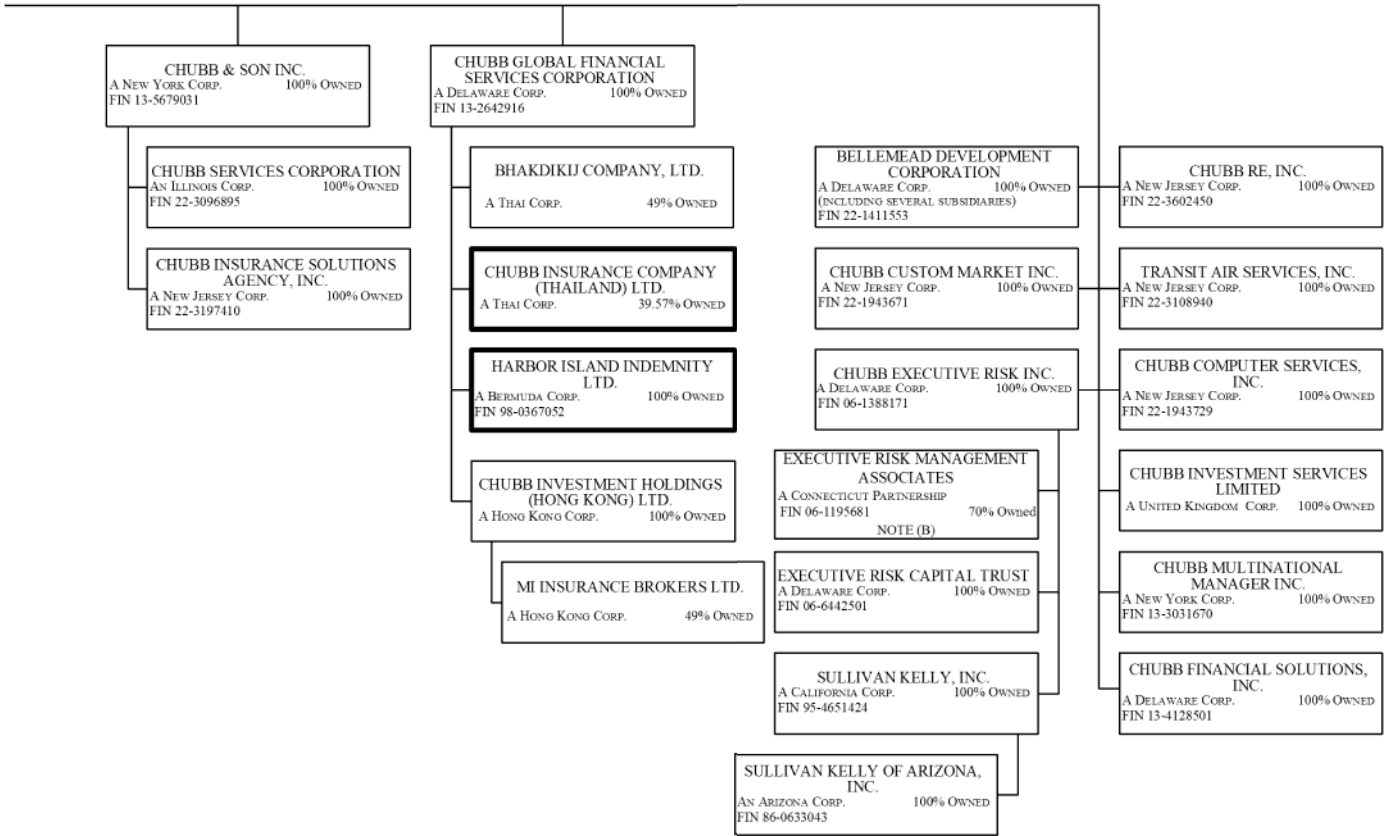 CHUBB & SON INC.
A NEW YORK CORP. 100% OWNED
FIN 13-5679031
CHUBB SERVICES CORPORATION
AN ILLINOIS CORP. 100% OWNED
FIN 22-3096895
CHUBB INSURANCE SOLUTIONS
AGENCY, INC.
A NEW JERSEY CORP. 100% OWNED
FIN 22-3197410
CHUBB GLOBAL FINANCIAL
SERVICES CORPORATION
A DELAWARE CORP. 100% OWNED
FIN 13-2642916
BHAKDIKIJ COMPANY, LTD.
A THAI CORP. 49% OWNED
CHUBB INSURANCE COMPANY
(THAILAND) LTD.
A THAI CORP. 39.57% OWNED
HARBOR ISLAND INDEMNITY
LTD.
A BERMUDA CORP. 100% OWNED
FIN 98-0367052
CHUBB INVESTMENT HOLDINGS
(HONG KONG) LTD.
A HONG KONG CORP. 100% OWNED
MI INSURANCE BROKERS LTD.
A HONG KONG CORP. 49% OWNED
BELLEMEAD DEVELOPMENT
CORPORATION
A DELAWARE CORP. 100% OWNED
(INCLUDING SEVERAL SUBSIDIARIES)
FIN 22-1411553
CHUBB CUSTOM MARKET INC.
A NEW JERSEY CORP. 100% OWNED
FIN 22-1943671
CHUBB EXECUTIVE RISK INC.
A DELAWARE CORP. 100% OWNED
FIN 06-1388171
EXECUTIVE RISK MANAGEMENT
ASSOCIATES
A CONNECTICUT PARTNERSHIP
FIN 06-1195681 70% Owned
NOTE (B)
EXECUTIVE RISK CAPITAL TRUST
A DELAWARE CORP. 100% OWNED
FIN 06-6442501
SULLIVAN KELLY, INC.
A CALIFORNIA CORP. 100% OWNED
FIN 95-4651424
SULLIVAN KELLY OF ARIZONA,
INC.
AN ARIZONA CORP. 100% OWNED
FIN 86-0633043
CHUBB RE, INC.
A NEW JERSEY CORP. 100% OWNED
FIN 22-3602450
TRANSIT AIR SERVICES, INC.
A NEW JERSEY CORP. 100% OWNED
FIN 22-3108940
CHUBB COMPUTER SERVICES,
INC.
A NEW JERSEY CORP. 100% OWNED
FIN 22-1943729
CHUBB INVESTMENT SERVICES
LIMITED
A UNITED KINGDOM CORP. 100% OWNED
CHUBB MULTINATIONAL
MANAGER INC.
A NEW YORK CORP. 100% OWNED
FIN 13-3031670
CHUBB FINANCIAL SOLUTIONS,
INC.
A DELAWARE CORP. 100% OWNED
FIN 13-4128501